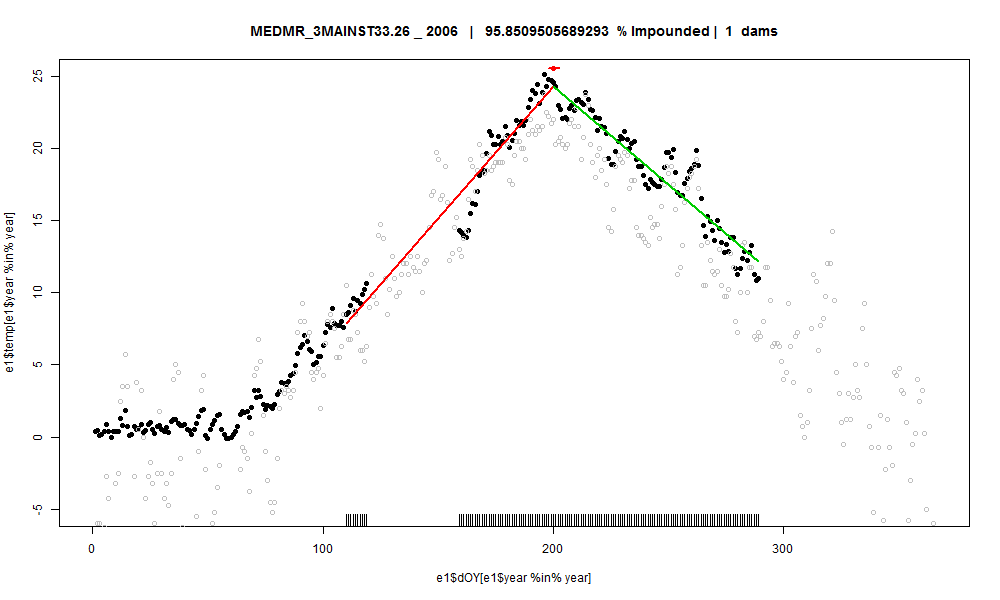 MEDMR_3MAINST33.26 _ 2006 | 95.8509505689293 % Impounded | 1 dams
e1$temp[e1$year %in% year]
25
20
15
10
5
0
-5
0 100 200 300
e1$dOY[e1$year %in% year]